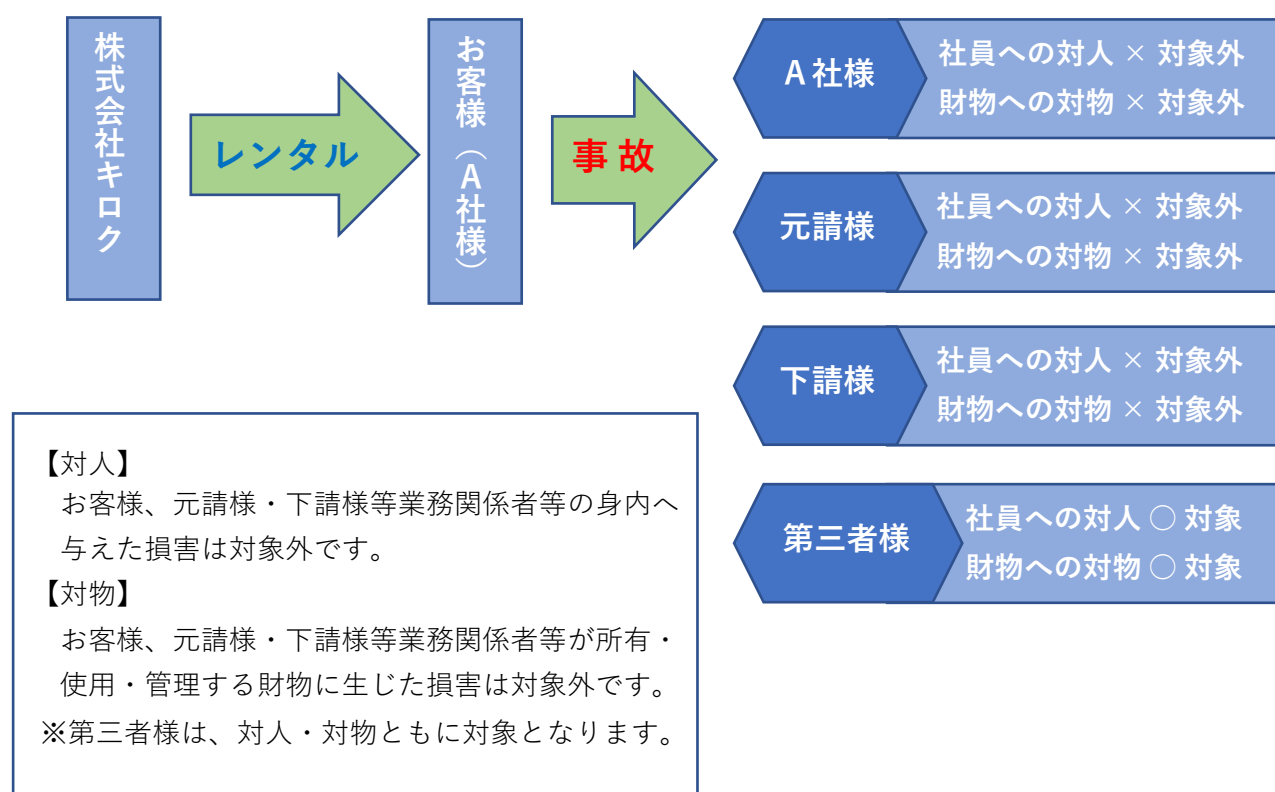 株式会社キロク
レンタル
お客様（A社様）
事故
A社様
社員への対人 × 対象外
財物への対物 × 対象外
元請様
社員への対人 × 対象外
財物への対物 × 対象外
下請様
社員への対人 × 対象外
財物への対物 × 対象外
第三者様
社員への対人 〇 対象
財物への対物 〇 対象
【対人】
お客様、元請様・下請様等業務関係者等の身内へ
与えた損害は対象外です。
【対物】
お客様、元請様・下請様等業務関係者等が所有・
使用・管理する財物に生じた損害は対象外です。
※第三者様は、対人・対物ともに対象となります。